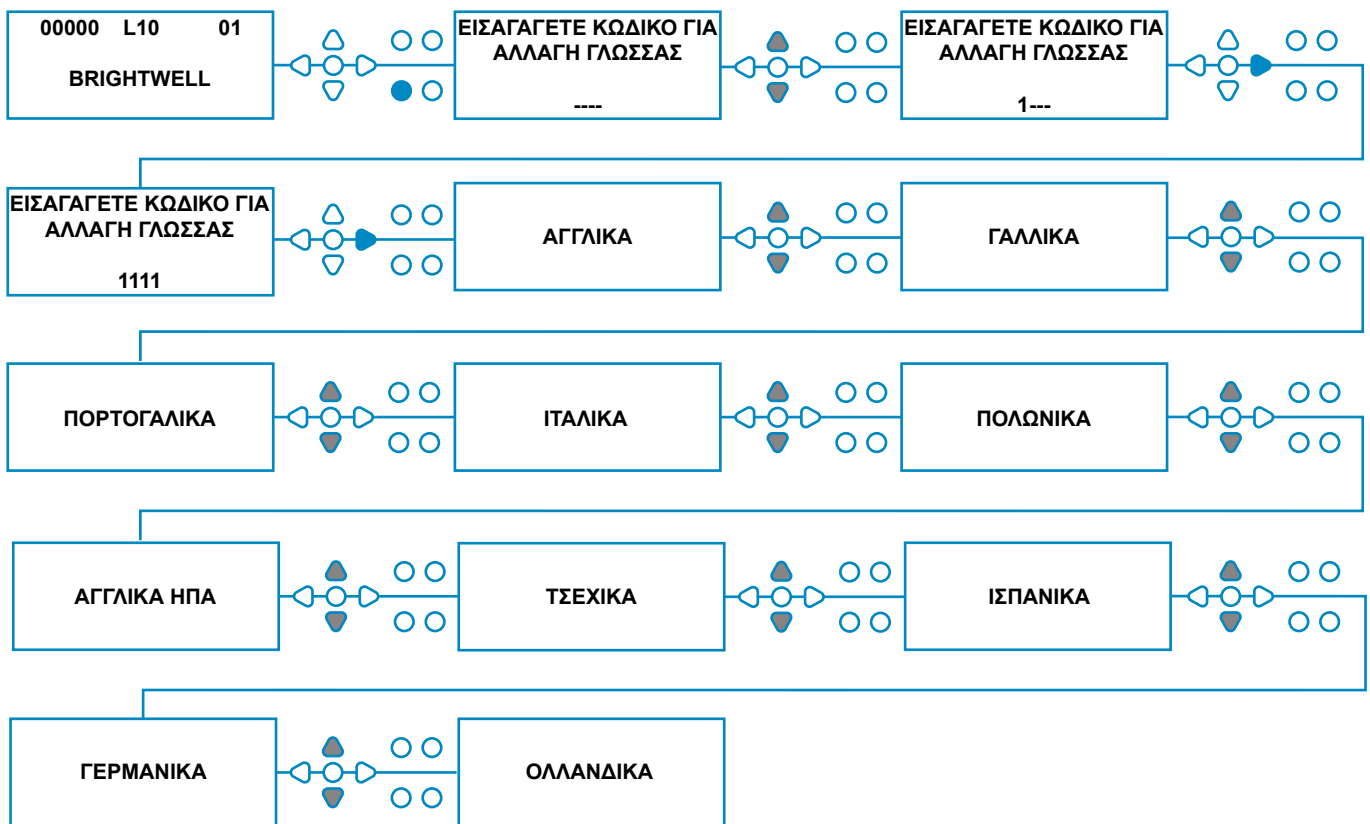 00000 L10 01
BRIGHTWELL
ΕΙΣΑΓΑΓΕΤΕ ΚΩΔΙΚΟ ΓΙΑ
ΑΛΛΑΓΗ ΓΛΩΣΣΑΣ
----
ΕΙΣΑΓΑΓΕΤΕ ΚΩΔΙΚΟ ΓΙΑ
ΑΛΛΑΓΗ ΓΛΩΣΣΑΣ
1---
ΕΙΣΑΓΑΓΕΤΕ ΚΩΔΙΚΟ ΓΙΑ
ΑΛΛΑΓΗ ΓΛΩΣΣΑΣ
1111
ΑΓΓΛΙΚΑ
ΓΑΛΛΙΚΑ
ΠΟΡΤΟΓΑΛΙΚΑ
ΙΤΑΛΙΚΑ
ΠΟΛΩΝΙΚΑ
ΑΓΓΛΙΚΑ ΗΠΑ
ΤΣΕΧΙΚΑ
ΙΣΠΑΝΙΚΑ
ΓΕΡΜΑΝΙΚΑ
ΟΛΛΑΝΔΙΚΑ